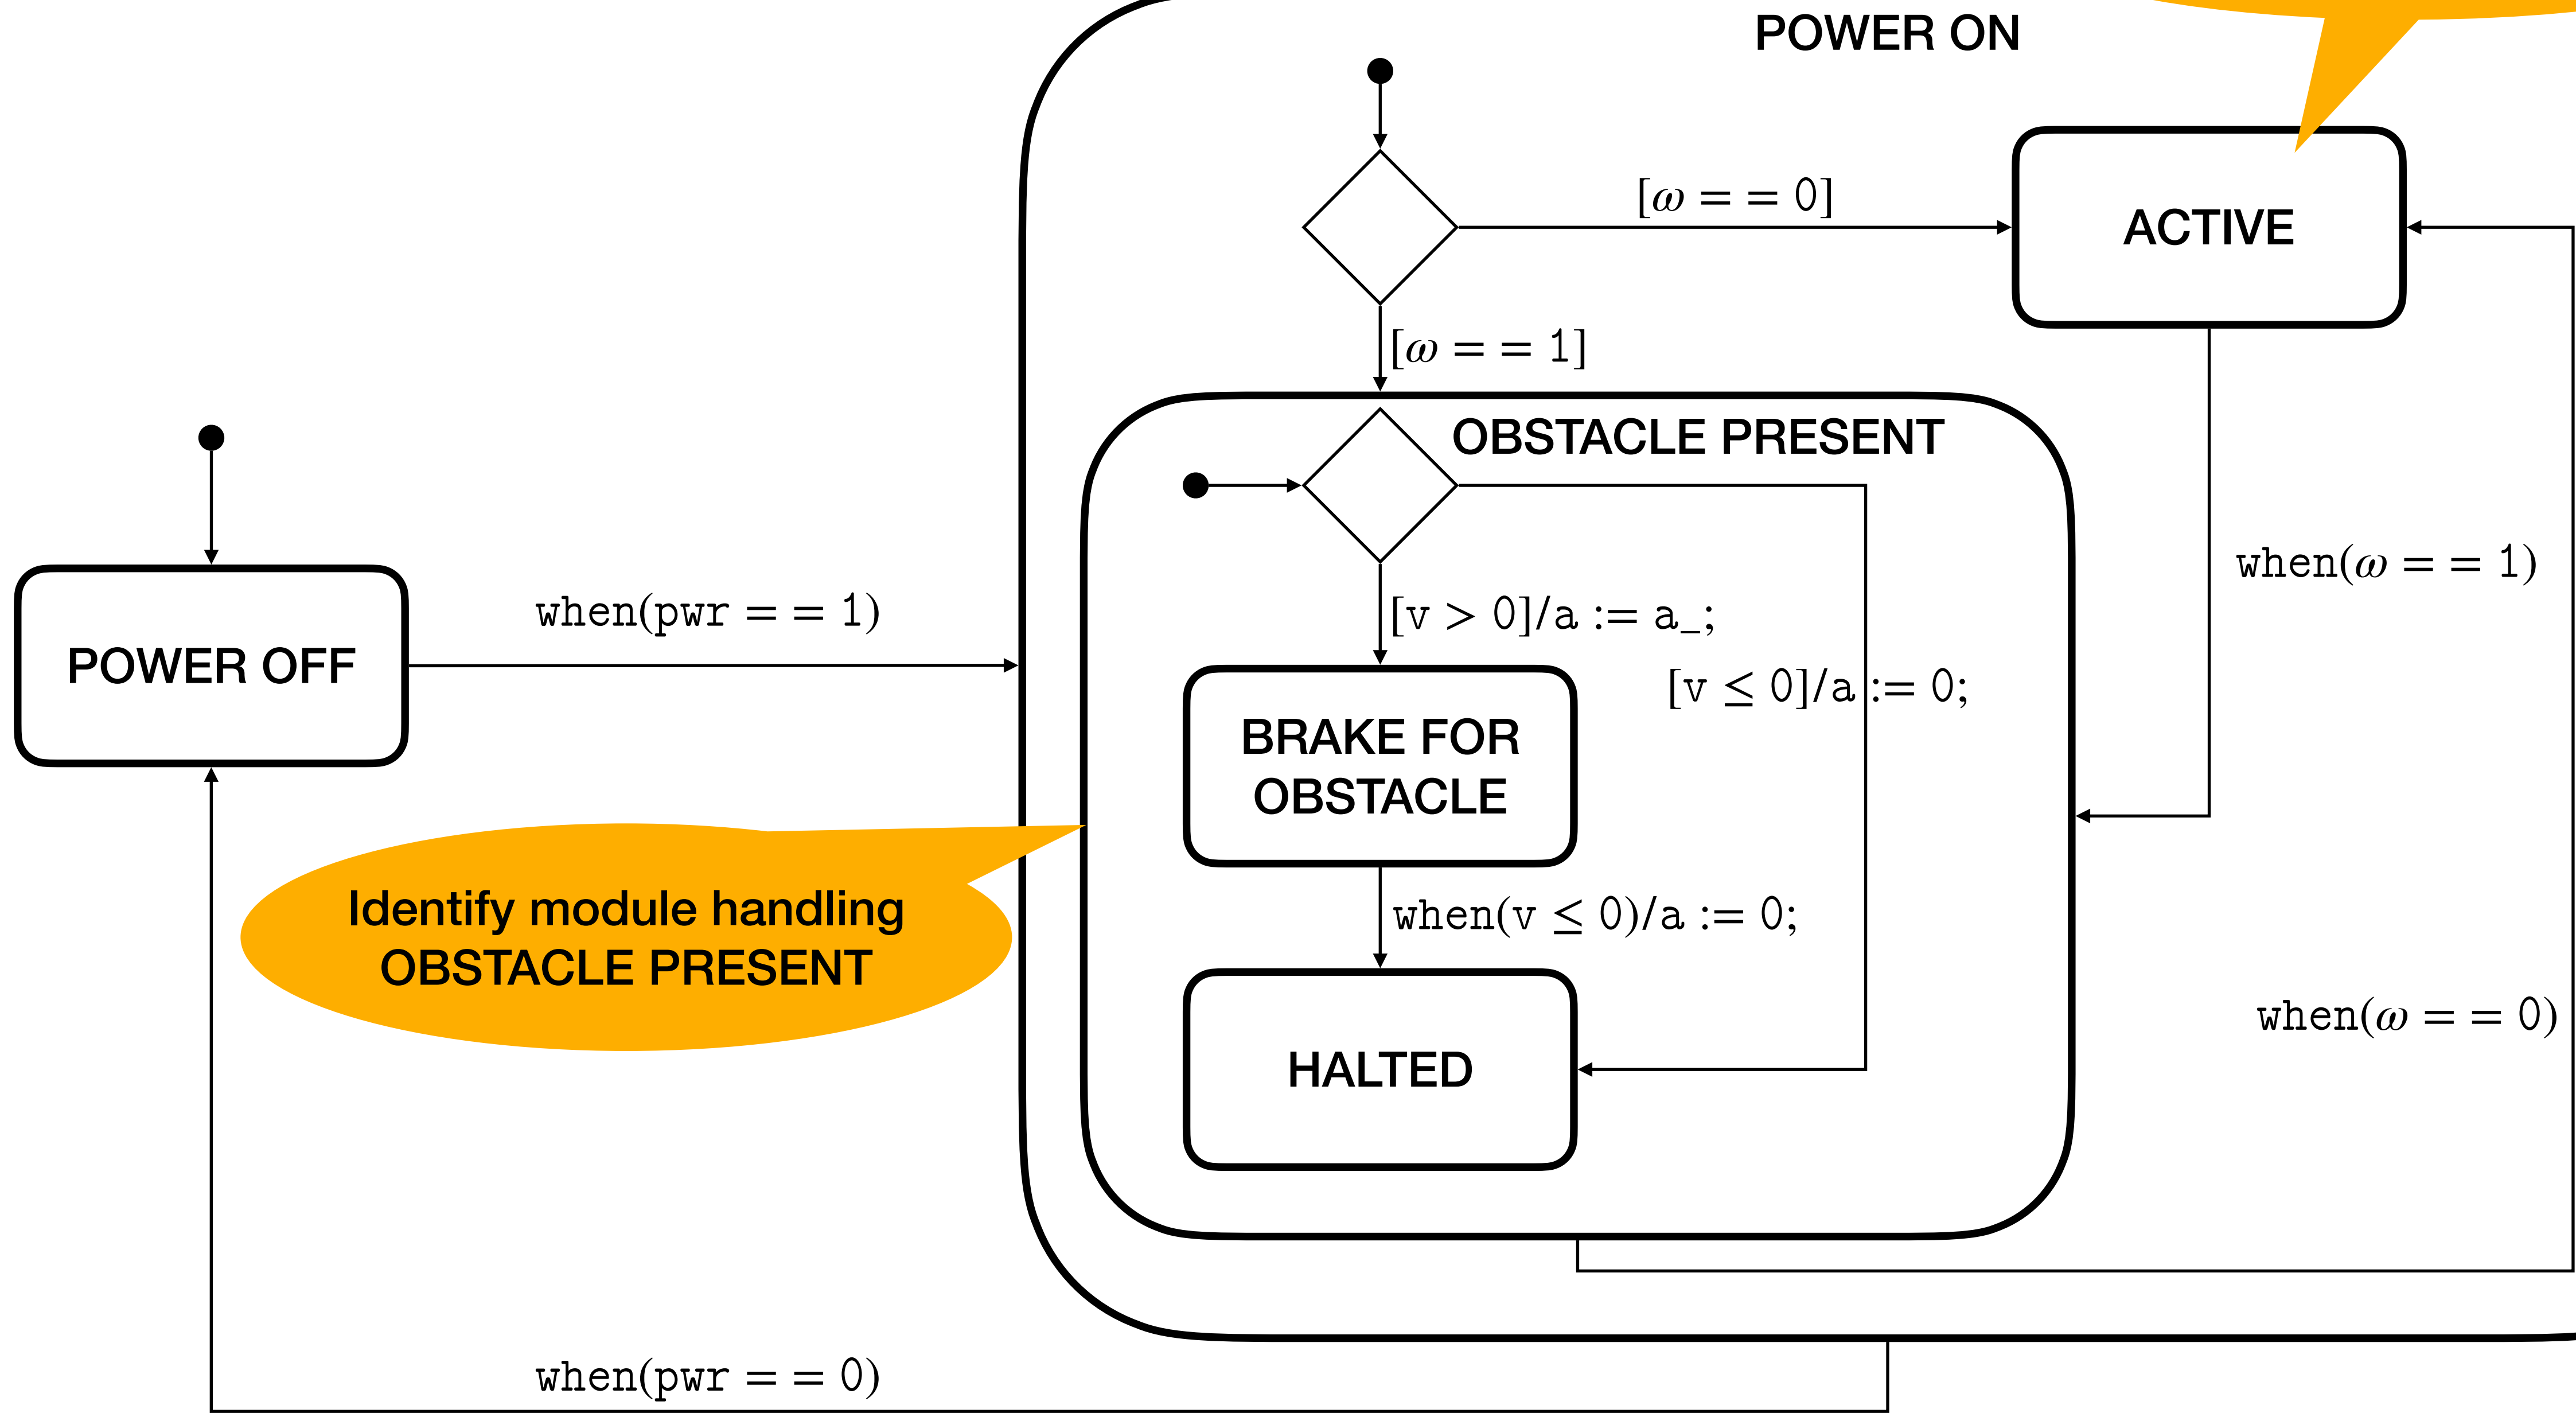 POWER ON
[ω == 0]
ACTIVE
[ω == 1]
OBSTACLE PRESENT
when(ω == 1)
when(pwr == 1)
[v > 0]/a := a_;
POWER OFF
[v ≤ 0]/a := 0;
BRAKE FOR
OBSTACLE
Identify module handling
OBSTACLE PRESENT
when(v ≤ 0)/a := 0;
when(ω == 0)
HALTED
when(pwr == 0)